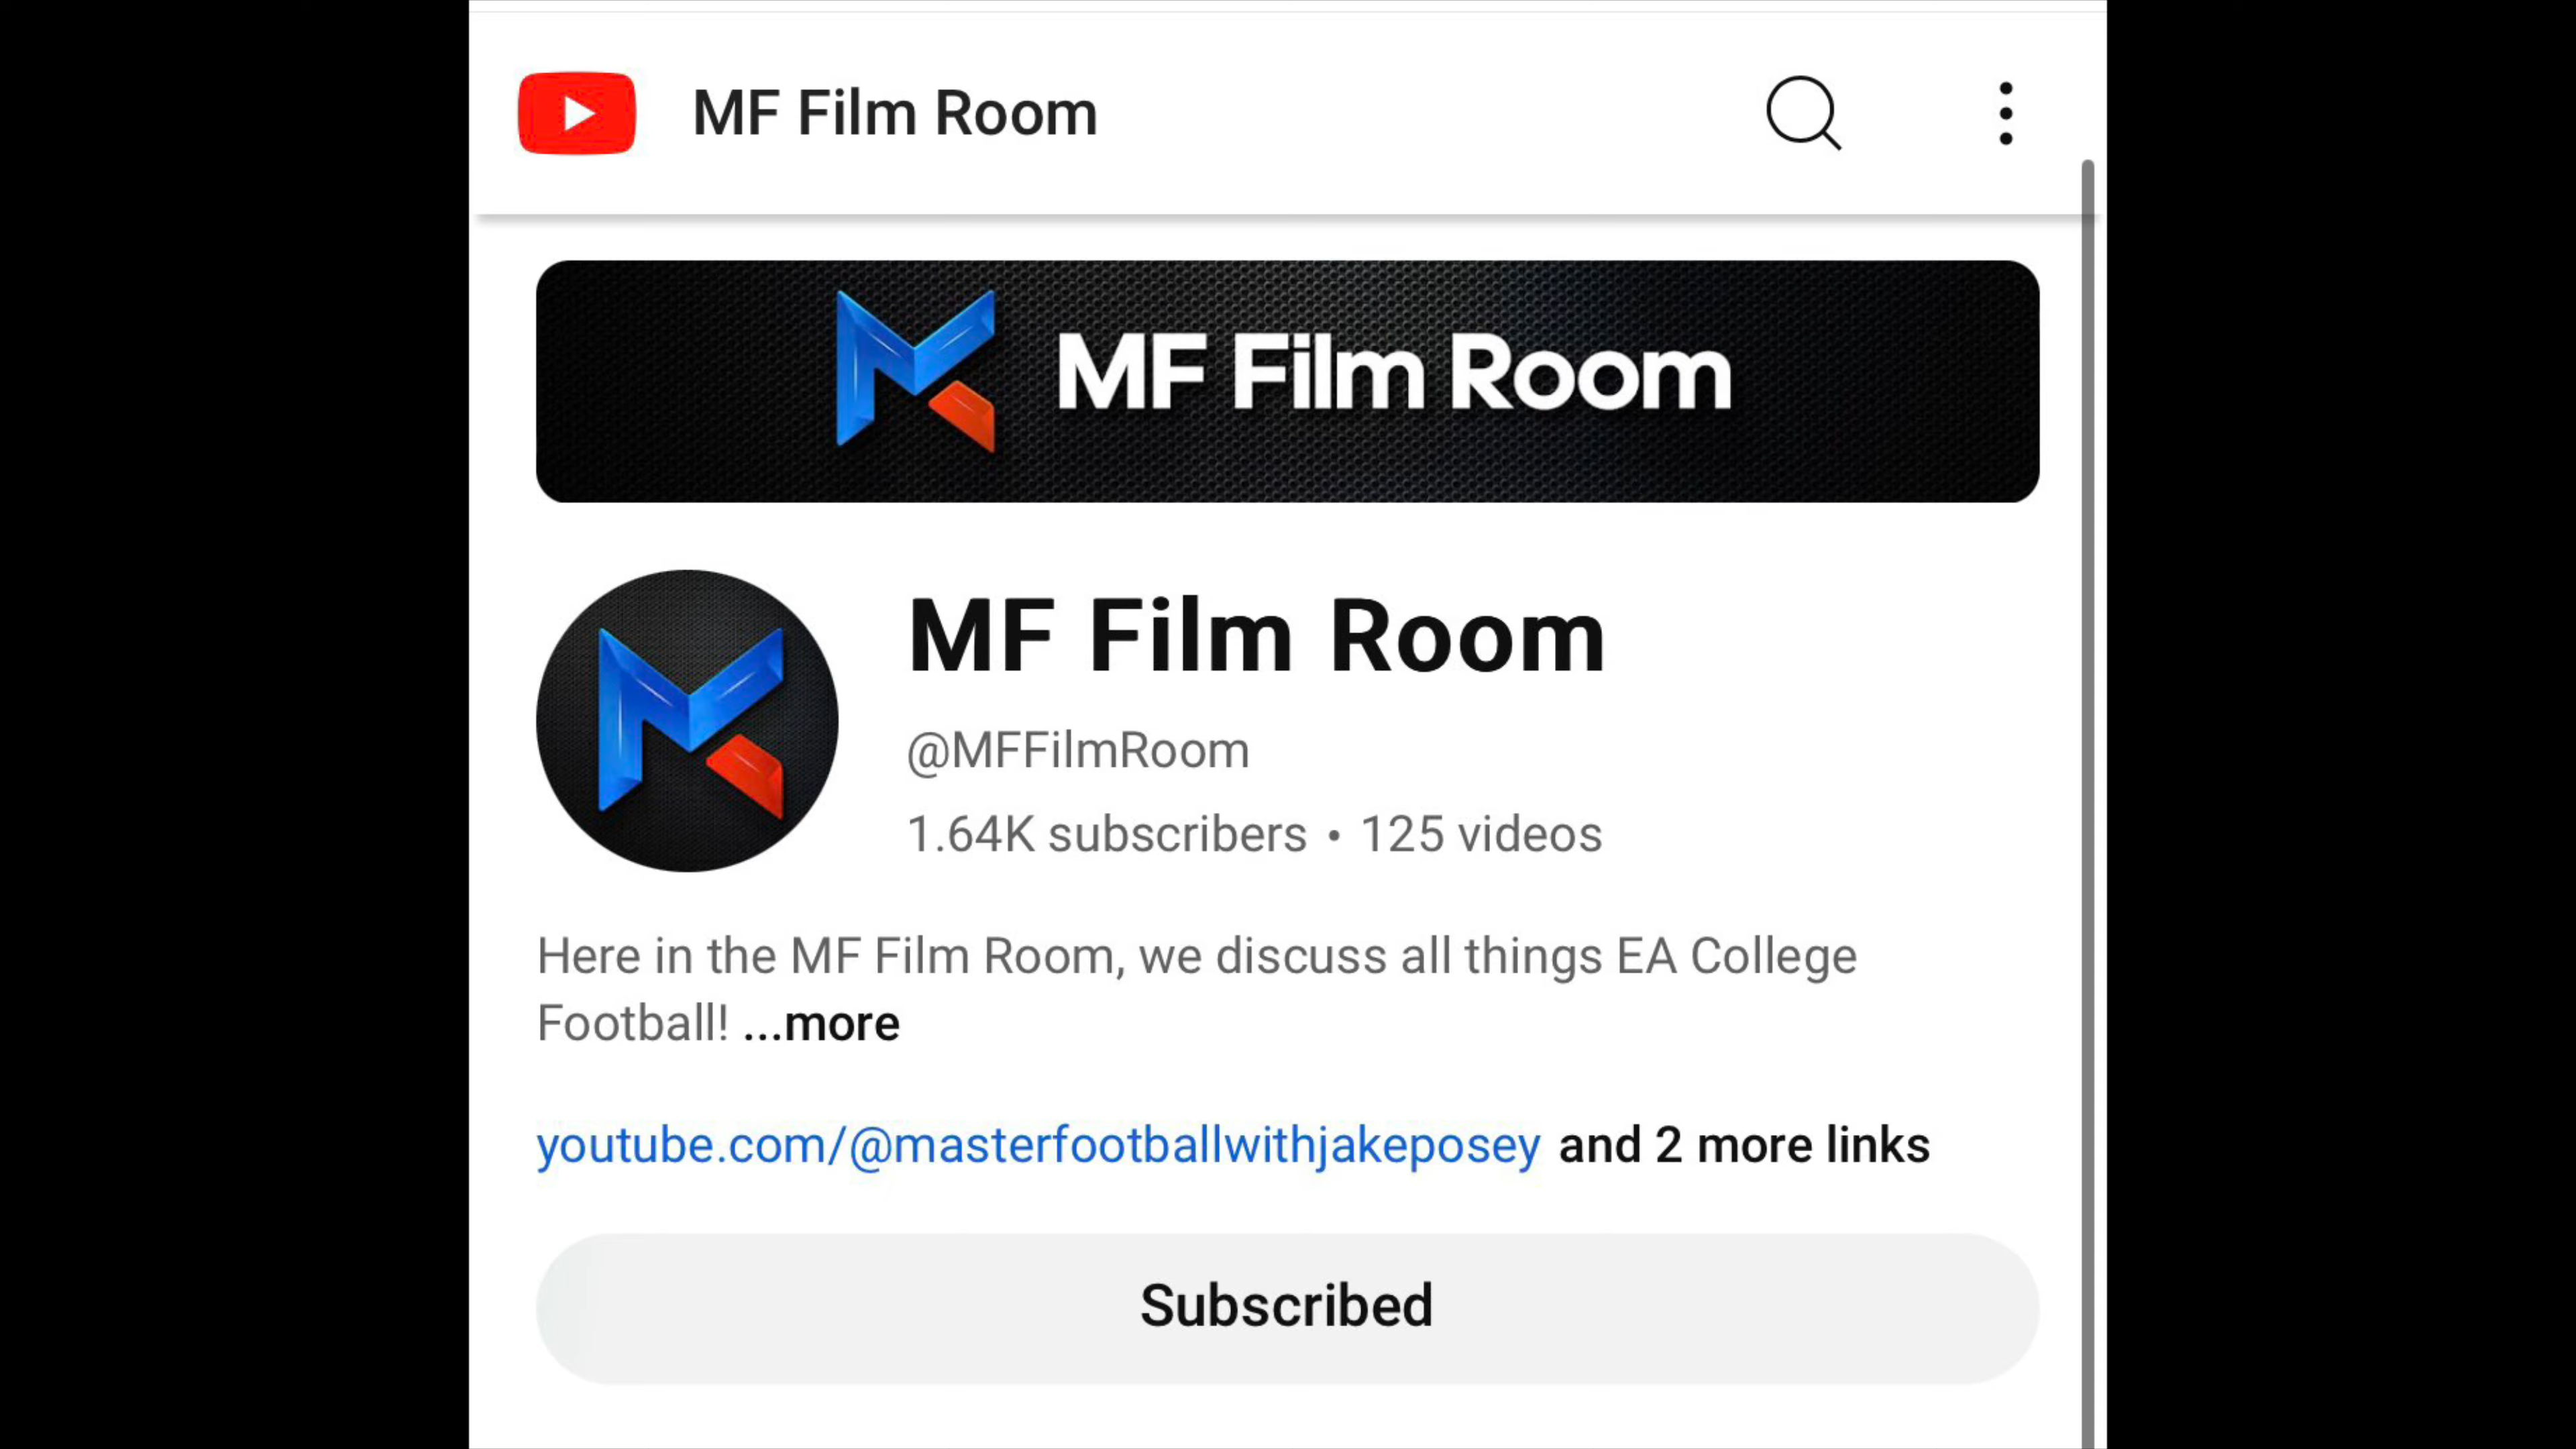 MF Film Room
MF Film Room
MF Film Room
@MFFilmRoom
1.64K subscribers • 125 videos
Here in the MF Film Room, we discuss all things EA College
Football! ...more
youtube.com/@masterfootballwithjakeposey and 2 more links
Subscribed